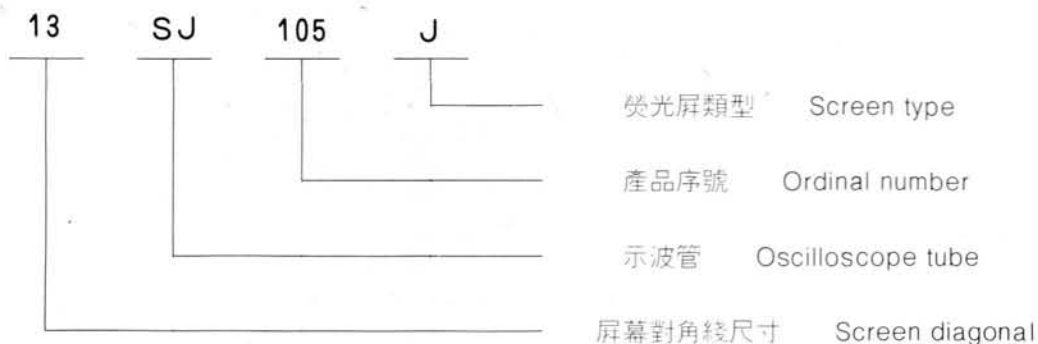 13 SJ 105 J
熒光屏類型 Screen type
產品序號 Ordinal number
示波管 Oscilloscope tube
屏幕對角綫尺寸 Screen diagonal